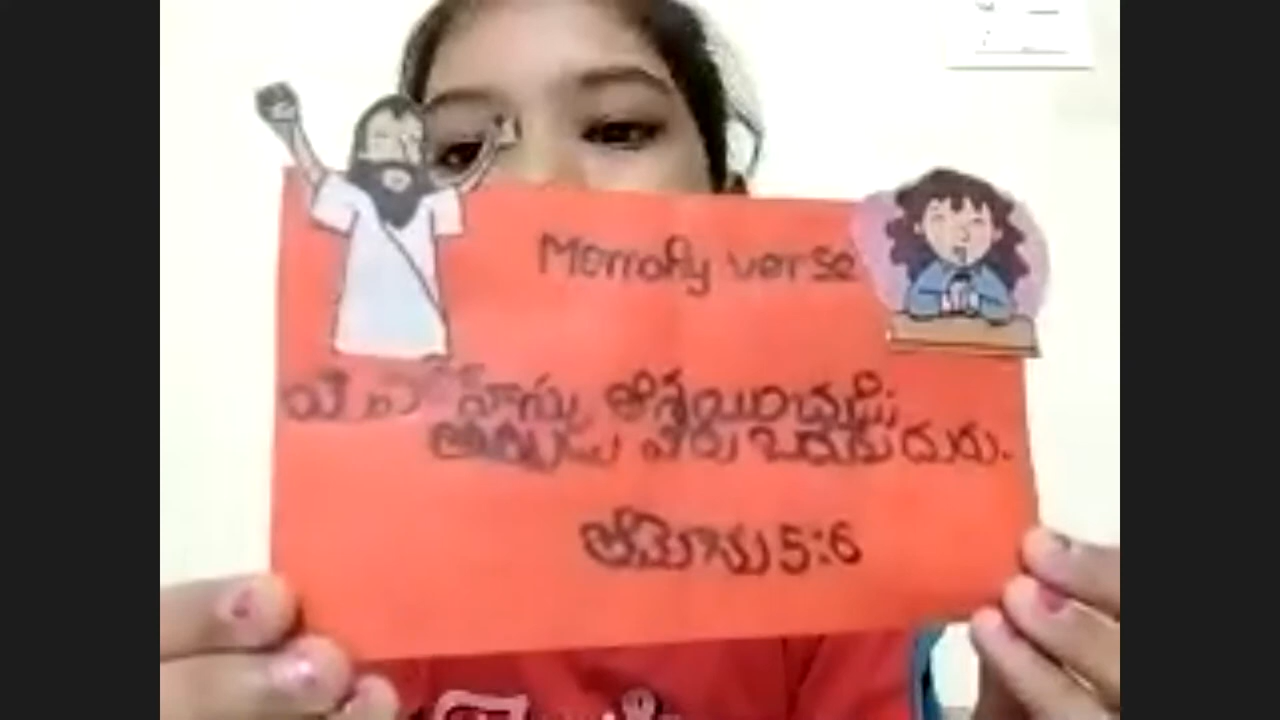 Memory verse
యెహోవాను ఆశ్రయించుడి;
అప్పుడు మీరు బ్రదుకుదురు.
ఆమోసు 5:6